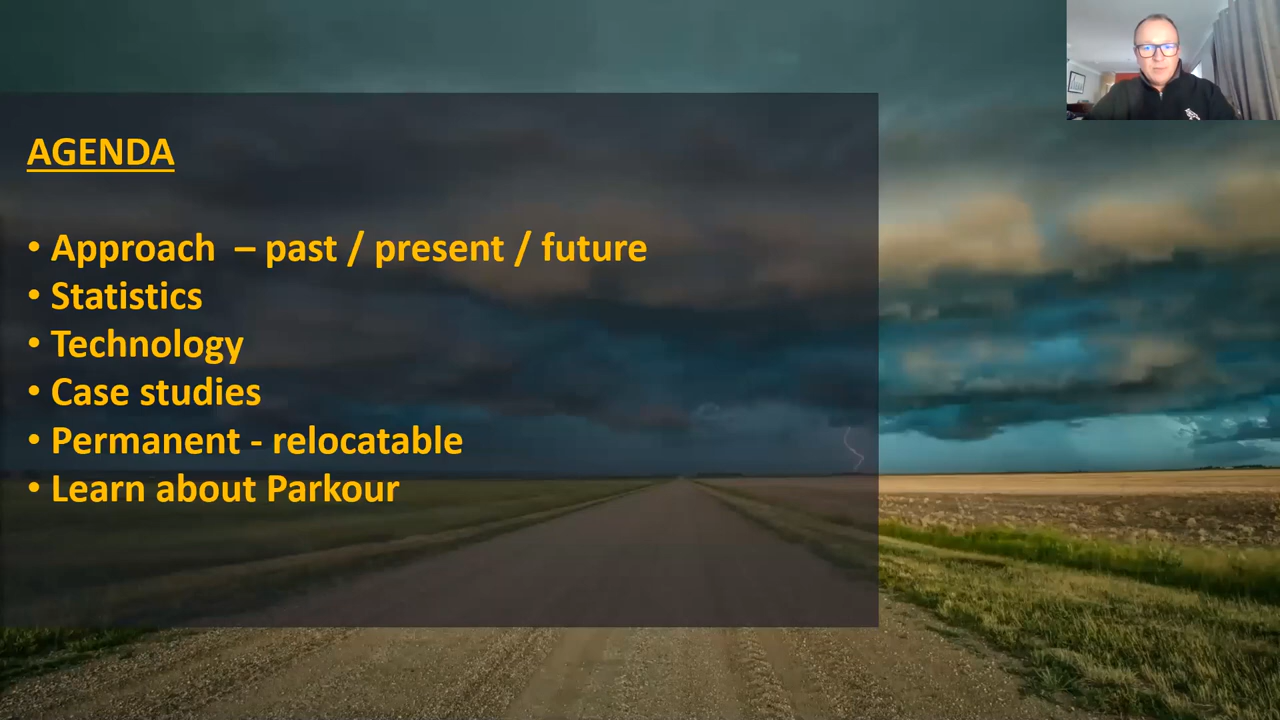 AGENDA
• Approach – past / present / future
• Statistics
• Technology
• Case studies
• Permanent - relocatable
• Learn about Parkour